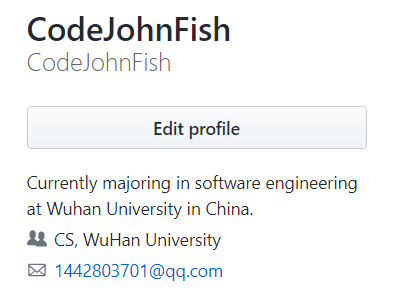 CodeJohnFish
CodeJohnFish
Edit profile
Currently majoring in software engineering
at Wuhan University in China.
CS, WuHan University
1442803701@qq.com